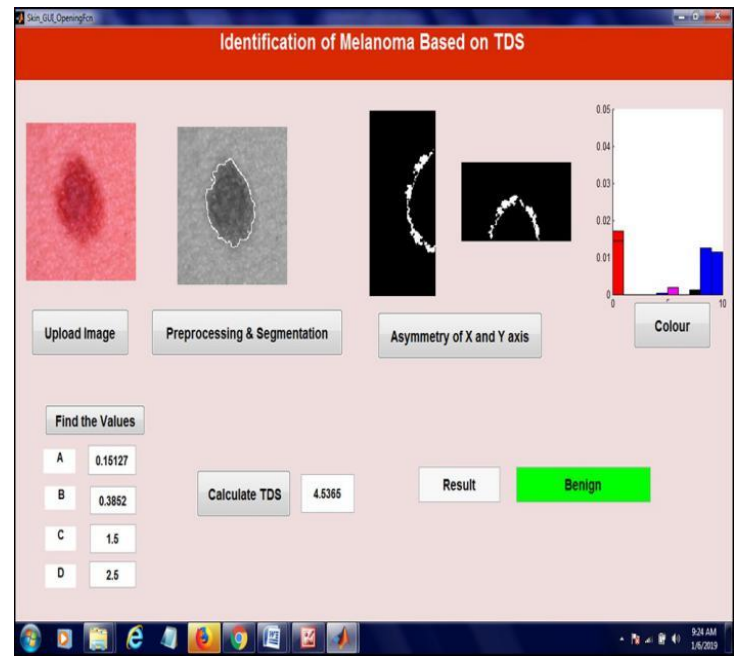 Skin_GUI_OpeningFcn
Identification of Melanoma Based on TDS
0.05
0.04
0.03
0.02
0.01
0
0 5 10
Upload Image
Preprocessing & Segmentation
Asymmetry of X and Y axis
Colour
Find the Values
A 0.15127
B 0.3852
C 1.5
D 2.5
Calculate TDS 4.5365
Result Benign
9:24 AM
1/6/2019